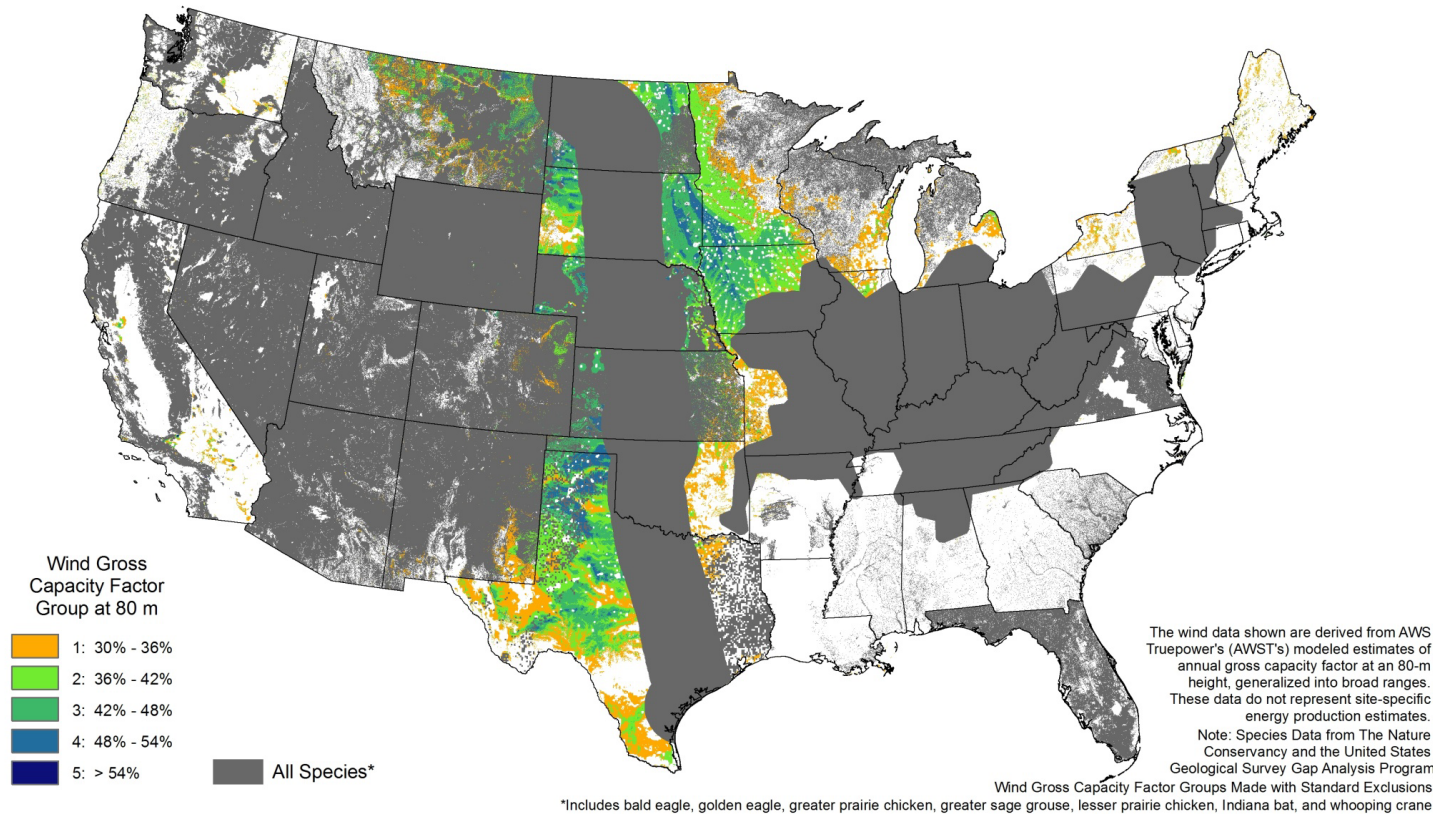 Wind Gross
Capacity Factor
Group at 80 m
1: 30% - 36%
2: 36% - 42%
3: 42% - 48%
4: 48% - 54%
5: > 54%
All Species*
The wind data shown are derived from AWS
Truepower's (AWST's) modeled estimates of
annual gross capacity factor at an 80-m
height, generalized into broad ranges.
These data do not represent site-specific
energy production estimates.
Note: Species Data from The Nature
Conservancy and the United States
Geological Survey Gap Analysis Program
Wind Gross Capacity Factor Groups Made with Standard Exclusions
*Includes bald eagle, golden eagle, greater prairie chicken, greater sage grouse, lesser prairie chicken, Indiana bat, and whooping crane